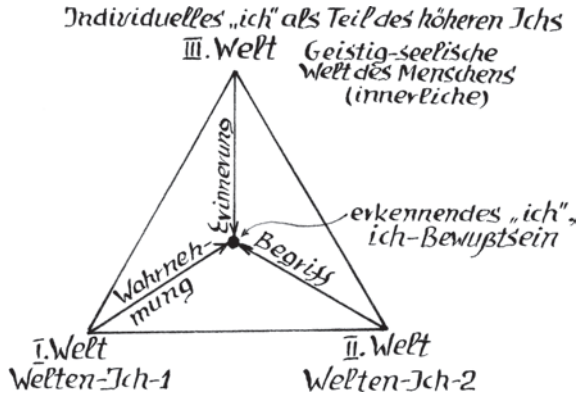 Individuelles „ich" als Teil des höheren Ichs
III. Welt
Geistig-seelische
Welt des Menschens
(innerliche)
Erinnerung
erkennendes „ich",
ich-Bewußtsein
Wahrneh-
mung
Begriff
I. Welt
Welten-Ich-1
II. Welt
Welten-Ich-2